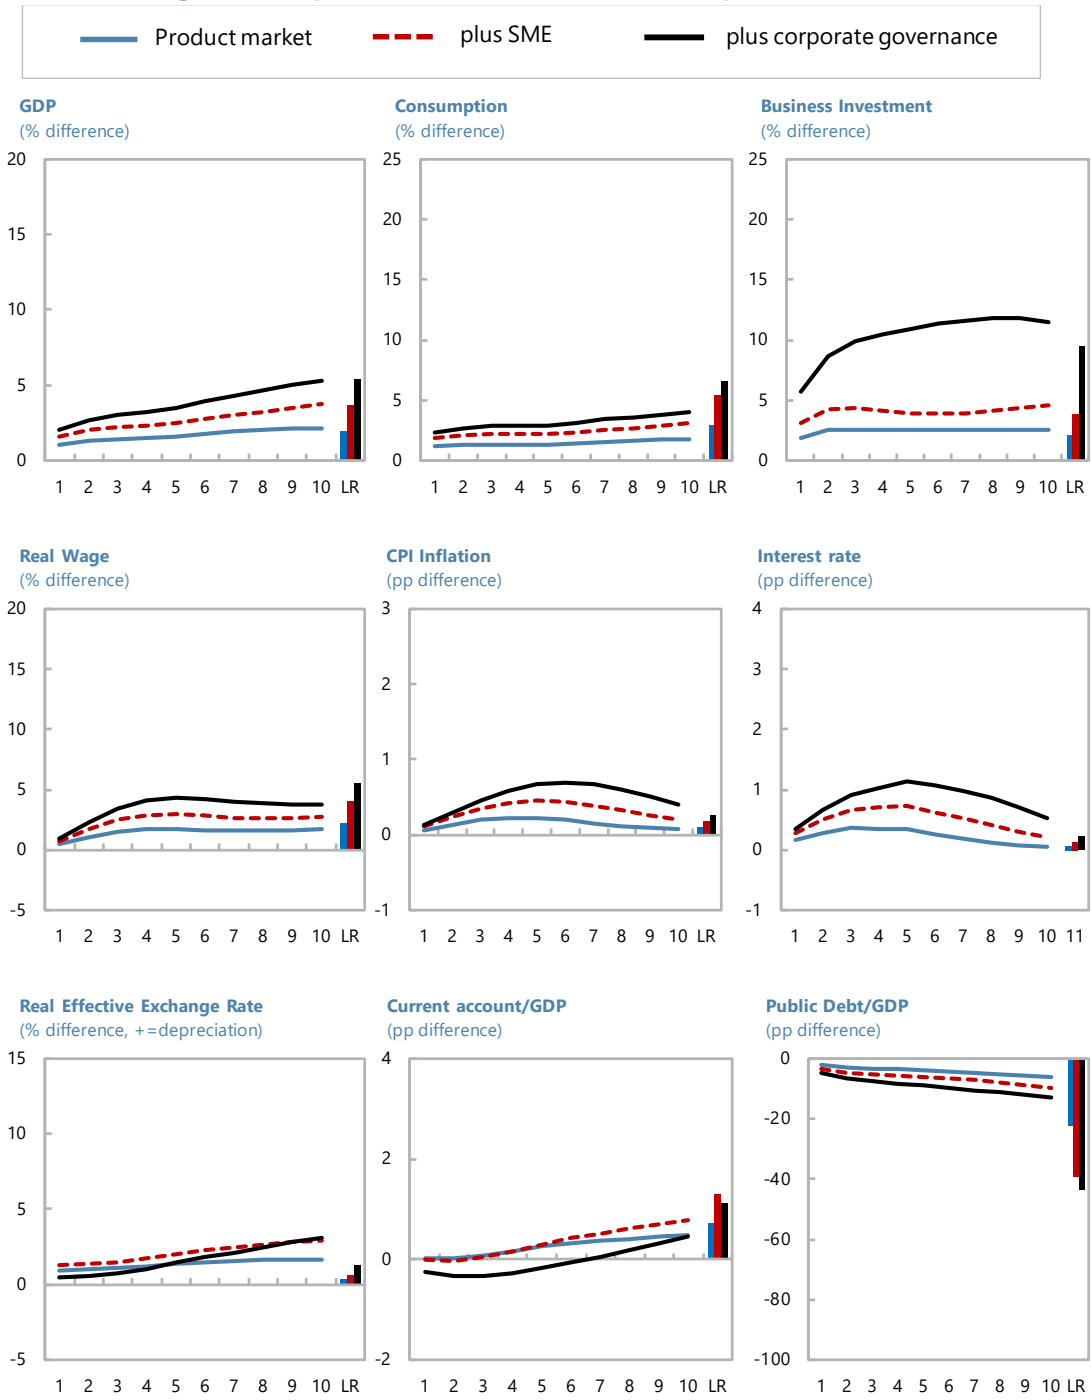 Product market plus SME plus corporate governance
GDP Consumption Business Investment
(% difference) (% difference) (% difference)
20 25 25
15 20 20
10 15 15
5 10 10
0 5 5
0 0
1 2 3 4 5 6 7 8 9 10 LR 1 2 3 4 5 6 7 8 9 10 LR 1 2 3 4 5 6 7 8 9 10 LR
Real Wage CPI Inflation Interest rate
(% difference) (pp difference) (pp difference)
20 3 4
15 2 3
10 1 2
5 0 1
0 -1 0
-5 -1
1 2 3 4 5 6 7 8 9 10 LR 1 2 3 4 5 6 7 8 9 10 LR 1 2 3 4 5 6 7 8 9 10 11
Real Effective Exchange Rate Current account/GDP Public Debt/GDP
(% difference, +=depreciation) (pp difference) (pp difference)
15 4 0
10 2 -20
5 0 -40
0 -2 -60
-5 -80
-100
1 2 3 4 5 6 7 8 9 10 LR 1 2 3 4 5 6 7 8 9 10 LR 1 2 3 4 5 6 7 8 9 10 LR